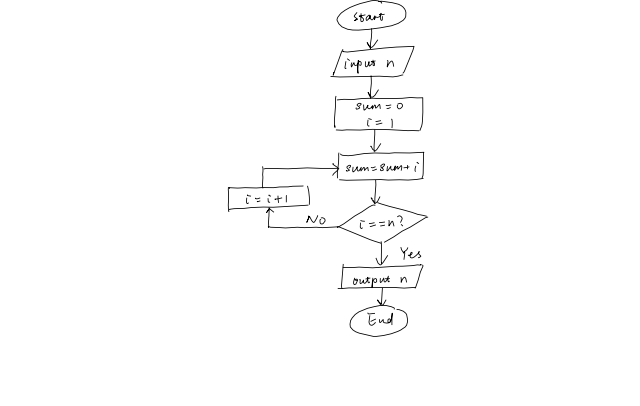 Start
input n
sum = 0
i = 1
sum = sum + i
i = i + 1
No
i == n ?
Yes
output n
End